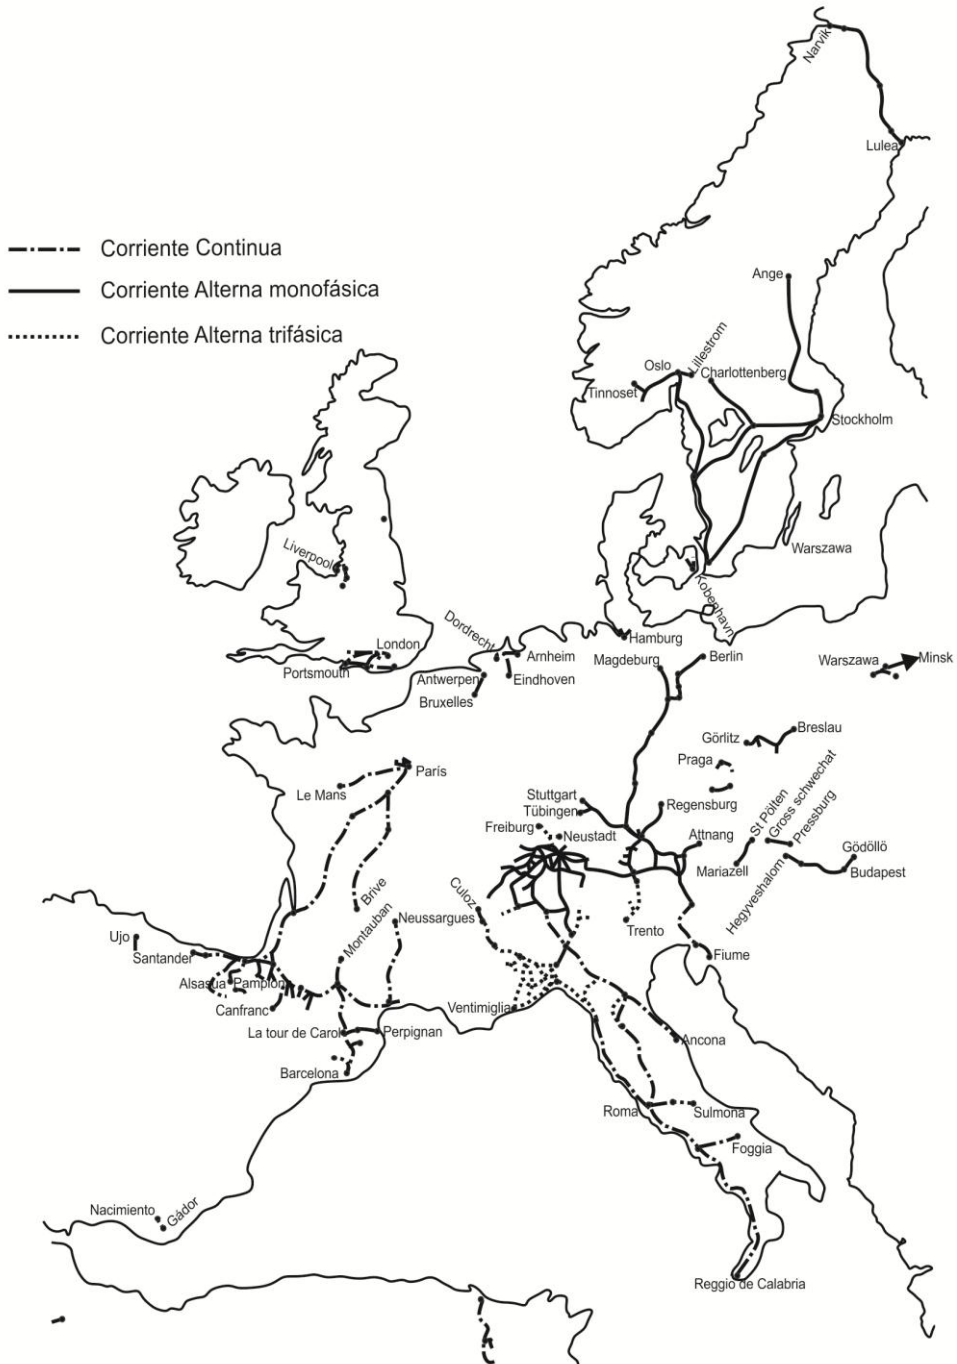 Narvik
Lulea
Corriente Continua
Corriente Alterna monofásica
Corriente Alterna trifásica
Ange
Lillestrom
Oslo
Charlottenberg
Tinnoset
Stockholm
Liverpool
Warszawa
Kobenhavn
Dordrecht
London
Hamburg
Portsmouth
Arnheim
Magdeburg
Berlin
Warszawa
Minsk
Antwerpen
Eindhoven
Bruxelles
Breslau
Görlitz
Praga
París
Le Mans
Stuttgart
Tübingen
Regensburg
St Pölten
Gross schwechat
Pressburg
Freiburg
Neustadt
Attnang
Gödöllö
Mariazell
Budapest
Hegyveshalom
Brive
Culoz
Montauban
Neussargues
Trento
Ujo
Santander
Fiume
Alsasua
Pamplon
Canfranc
Ventimiglia
La tour de Carol
Perpignan
Ancona
Barcelona
Roma
Sulmona
Foggia
Nacimiento
Gádor
Reggio de Calabria